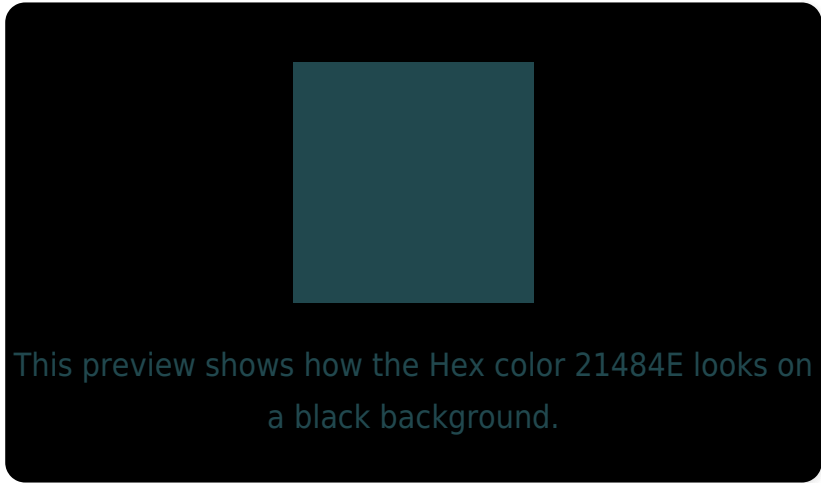 This preview shows how the Hex color 21484E looks on
a black background.